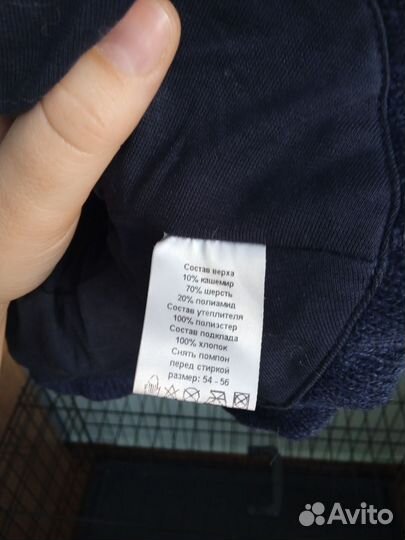 Состав верха
10% кашемир
70% шерсть
20% полиамид
Состав утеплителя
100% полиэстер
Состав подклада
100% хлопок
Снять помпон
перед стиркой
размер: 54 - 56
Avito